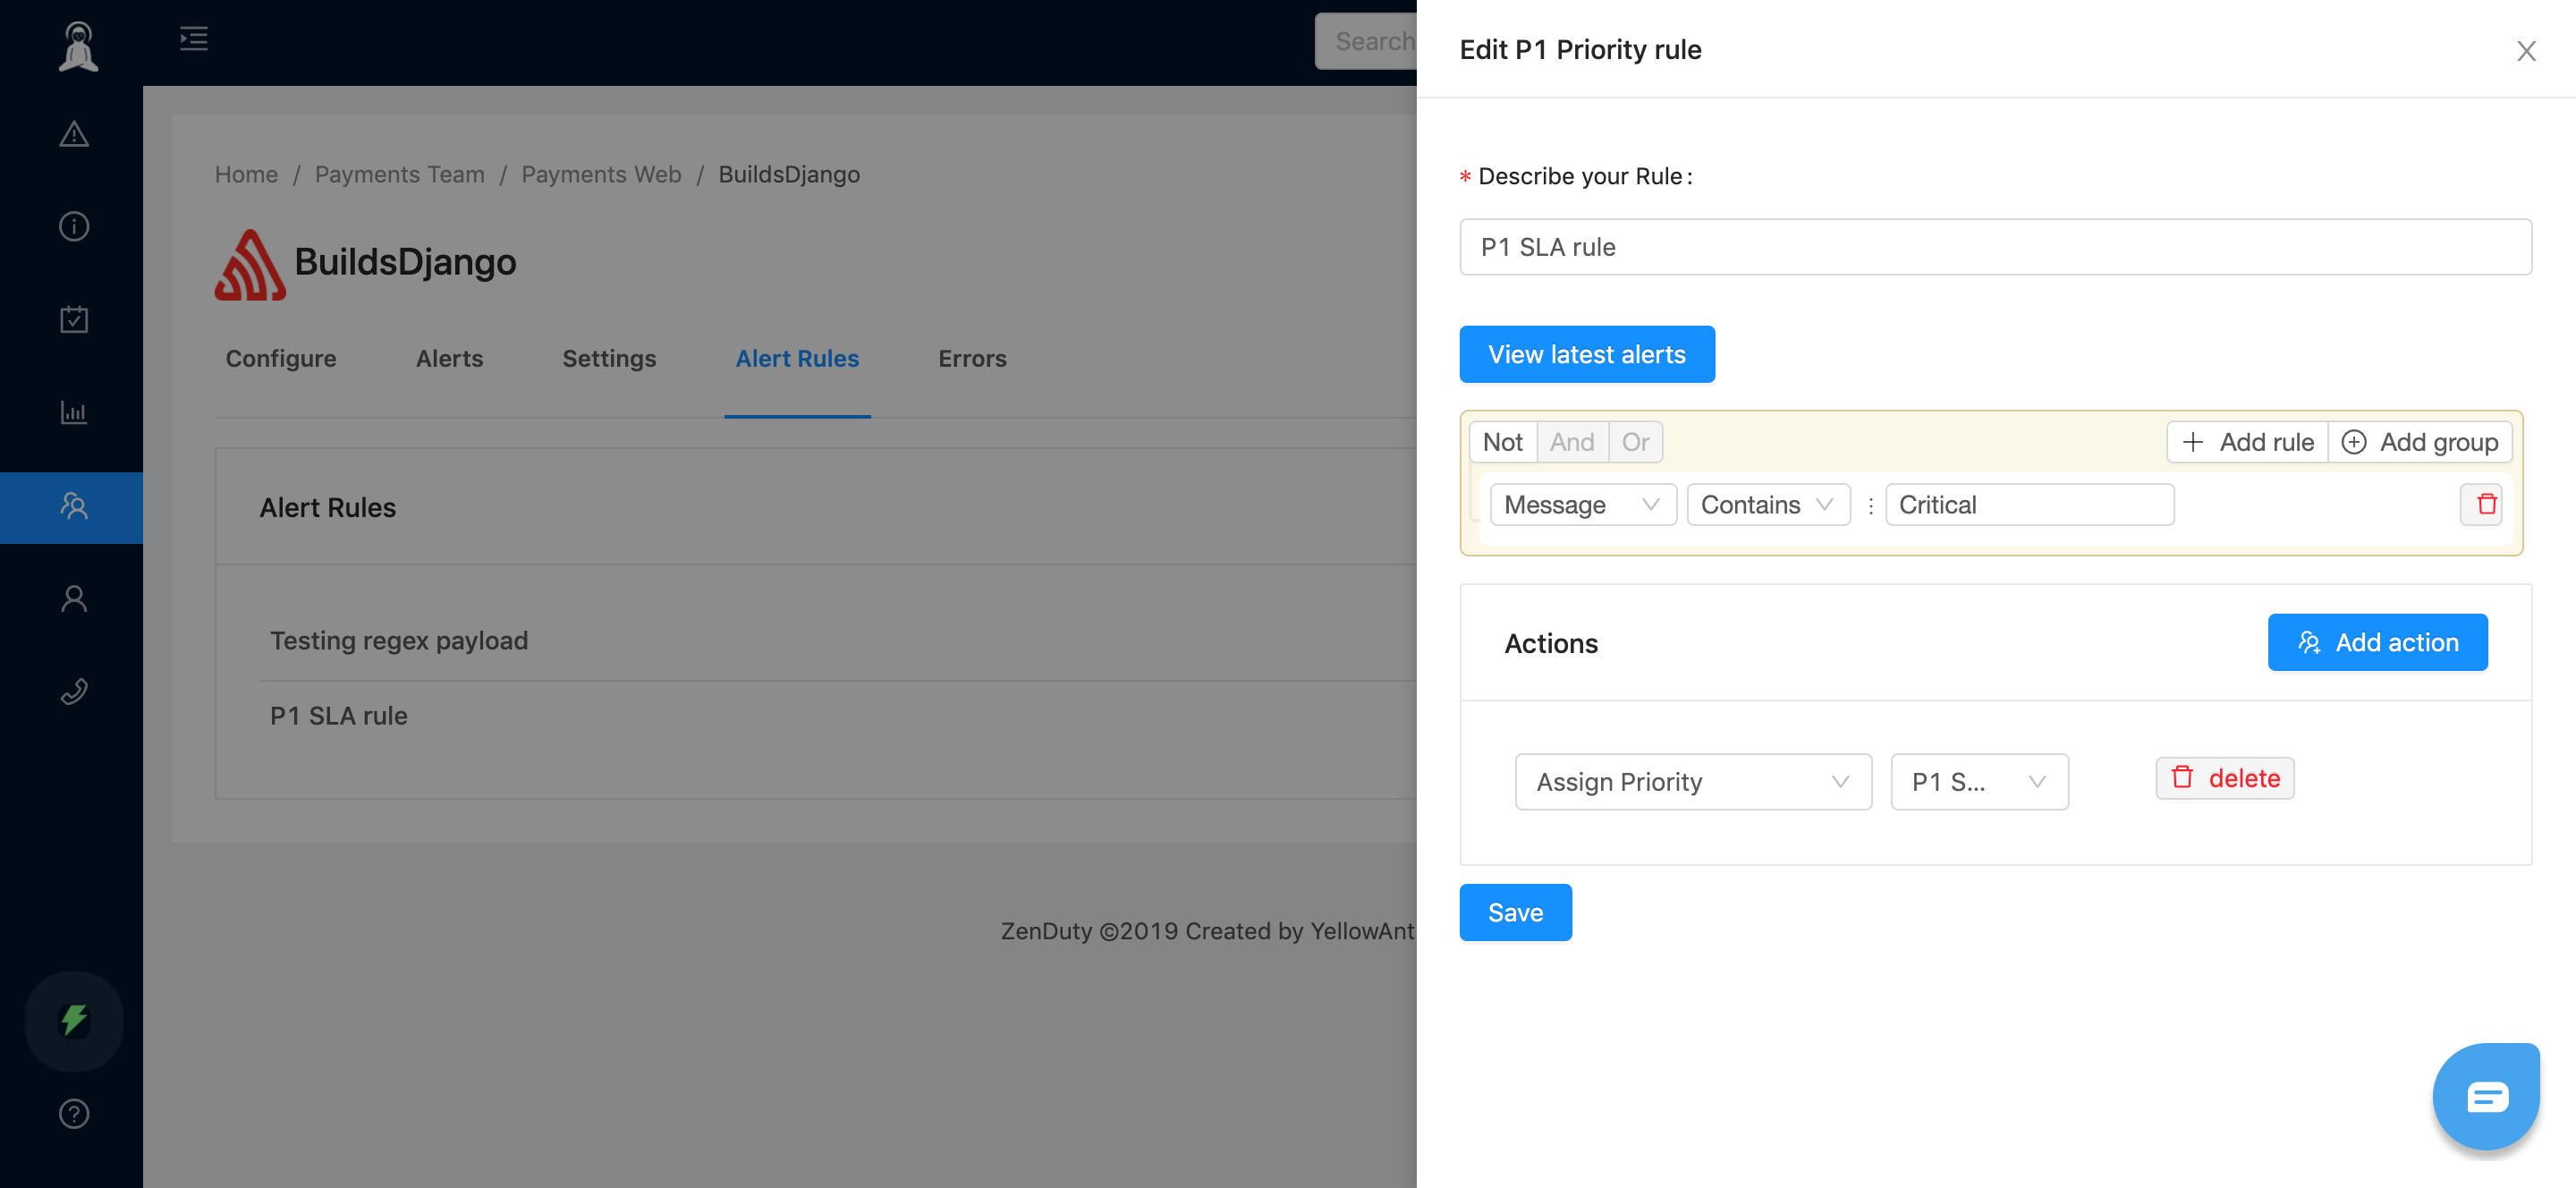 Search
Home / Payments Team / Payments Web / BuildsDjango
BuildsDjango
Configure Alerts Settings Alert Rules Errors
Alert Rules
Testing regex payload
P1 SLA rule
ZenDuty ©2019 Created by YellowAnt
Edit P1 Priority rule
* Describe your Rule:
P1 SLA rule
View latest alerts
Not And Or + Add rule Add group
Message Contains : Critical
Actions Add action
Assign Priority P1 S... delete
Save